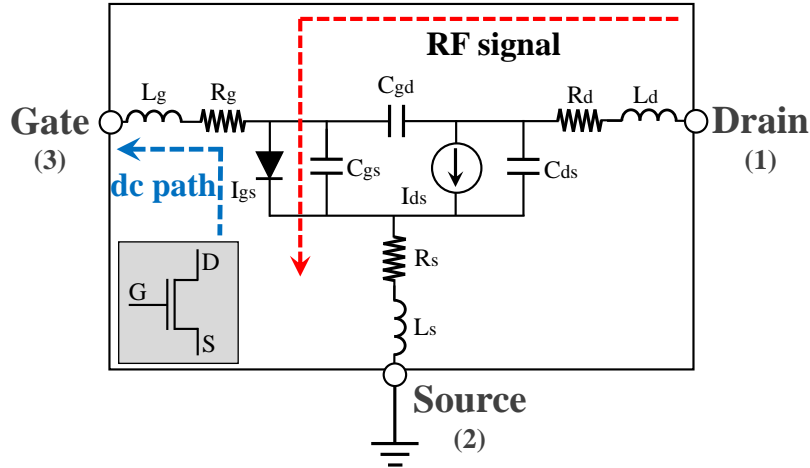 RF signal
Lg
Rg
Cgd
Rd
Ld
Gate
(3)
Drain
(1)
dc path
Igs
Cgs
Ids
Cds
Rs
D
G
S
Ls
Source
(2)